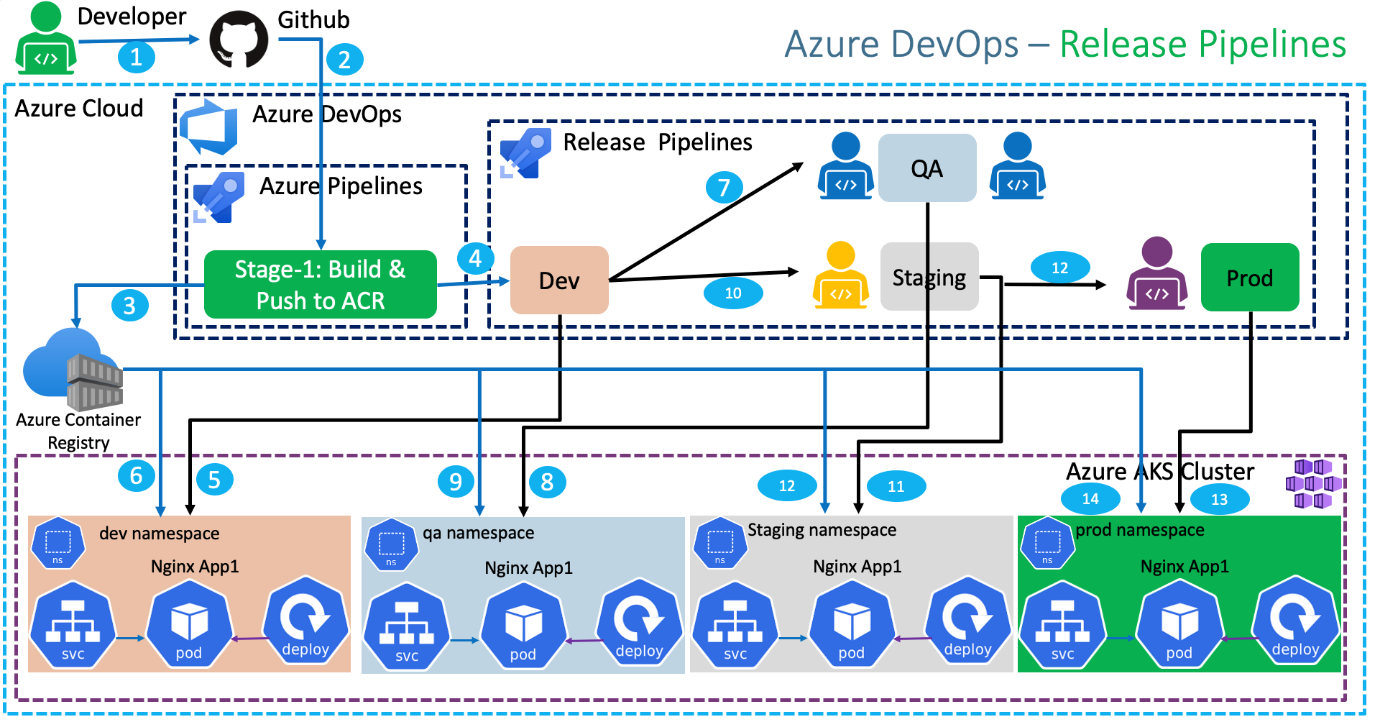 Developer
Github
Azure DevOps – Release Pipelines
1
2
Azure Cloud
Azure DevOps
Release Pipelines
Azure Pipelines
7
QA
4
Stage-1: Build &
Push to ACR
Dev
10
Staging
12
Prod
3
Azure Container
Registry
6
5
9
8
12
11
Azure AKS Cluster
14
13
dev namespace
ns
Nginx App1
svc
pod
deploy
qa namespace
ns
Nginx App1
svc
pod
deploy
Staging namespace
ns
Nginx App1
svc
pod
deploy
prod namespace
ns
Nginx App1
svc
pod
deploy